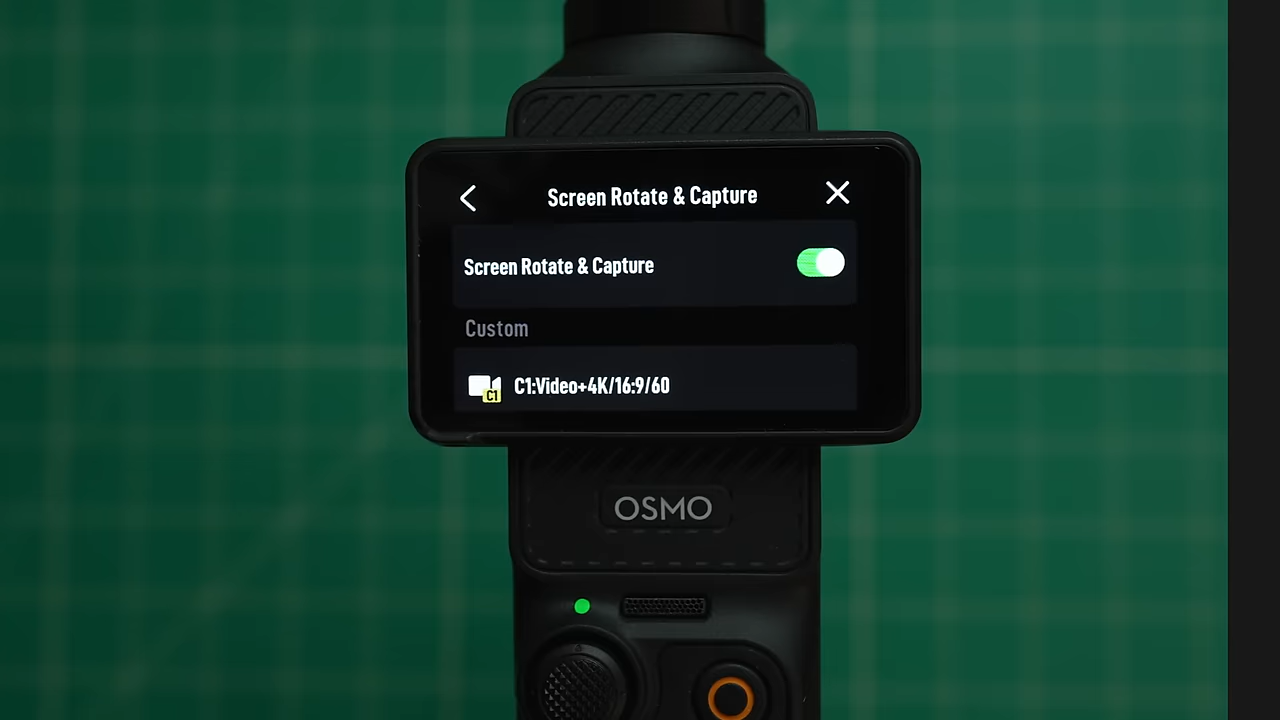 Screen Rotate & Capture
Screen Rotate & Capture
Custom
C1
C1:Video+4K/16:9/60
OSMO